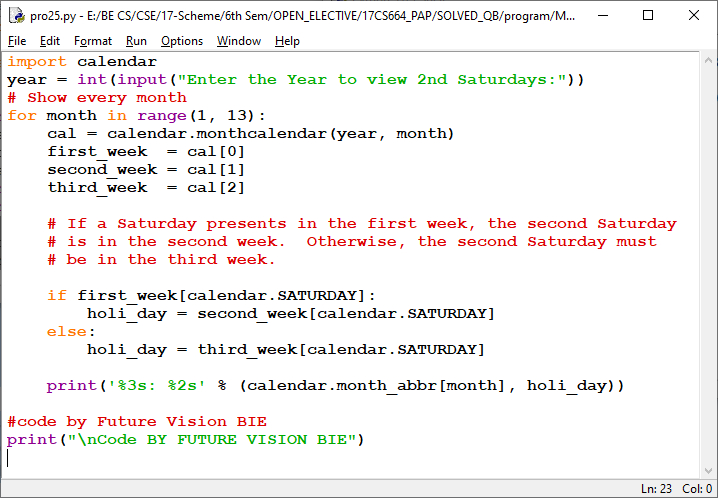 pro25.py - E:/BE CS/CSE/17-Scheme/6th Sem/OPEN_ELECTIVE/17CS664_PAP/SOLVED_QB/program/M...
File Edit Format Run Options Window Help
import calendar
year = int(input("Enter the Year to view 2nd Saturdays:"))
# Show every month
for month in range(1, 13):
    cal = calendar.monthcalendar(year, month)
    first_week  = cal[0]
    second_week = cal[1]
    third_week  = cal[2]

    # If a Saturday presents in the first week, the second Saturday
    # is in the second week.  Otherwise, the second Saturday must
    # be in the third week.

    if first_week[calendar.SATURDAY]:
        holi_day = second_week[calendar.SATURDAY]
    else:
        holi_day = third_week[calendar.SATURDAY]

    print('%3s: %2s' % (calendar.month_abbr[month], holi_day))

#code by Future Vision BIE
print("\nCode BY FUTURE VISION BIE")
Ln: 23 Col: 0